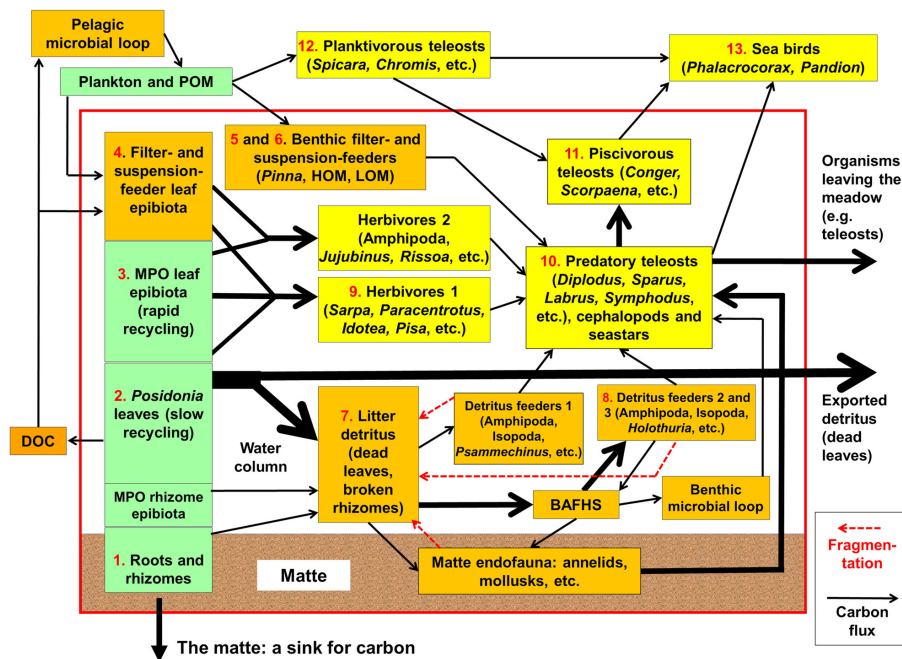 Pelagic
microbial loop
Plankton and POM
12. Planktivorous teleosts
(Spicara, Chromis, etc.)
13. Sea birds
(Phalacrocorax, Pandion)
4. Filter- and
suspension-
feeder leaf
epibiota
5 and 6. Benthic filter- and
suspension-feeders
(Pinna, HOM, LOM)
11. Piscivorous
teleosts (Conger,
Scorpaena, etc.)
Organisms
leaving the
meadow
(e.g.
teleosts)
Herbivores 2
(Amphipoda,
Jujubinus, Rissoa, etc.)
3. MPO leaf
epibiota
(rapid
recycling)
9. Herbivores 1
(Sarpa, Paracentrotus,
Idotea, Pisa, etc.)
10. Predatory teleosts
(Diplodus, Sparus,
Labrus, Symphodus,
etc.), cephalopods and
seastars
2. Posidonia
leaves (slow
recycling)
DOC
Water
column
7. Litter
detritus
(dead
leaves,
broken
rhizomes)
Detritus feeders 1
(Amphipoda,
Isopoda,
Psammechinus, etc.)
8. Detritus feeders 2 and
3 (Amphipoda, Isopoda,
Holothuria, etc.)
Exported
detritus
(dead
leaves)
MPO rhizome
epibiota
BAFHS
Benthic
microbial loop
1. Roots and
rhizomes
Matte
Matte endofauna: annelids,
mollusks, etc.
Fragmen-
tation
Carbon
flux
The matte: a sink for carbon